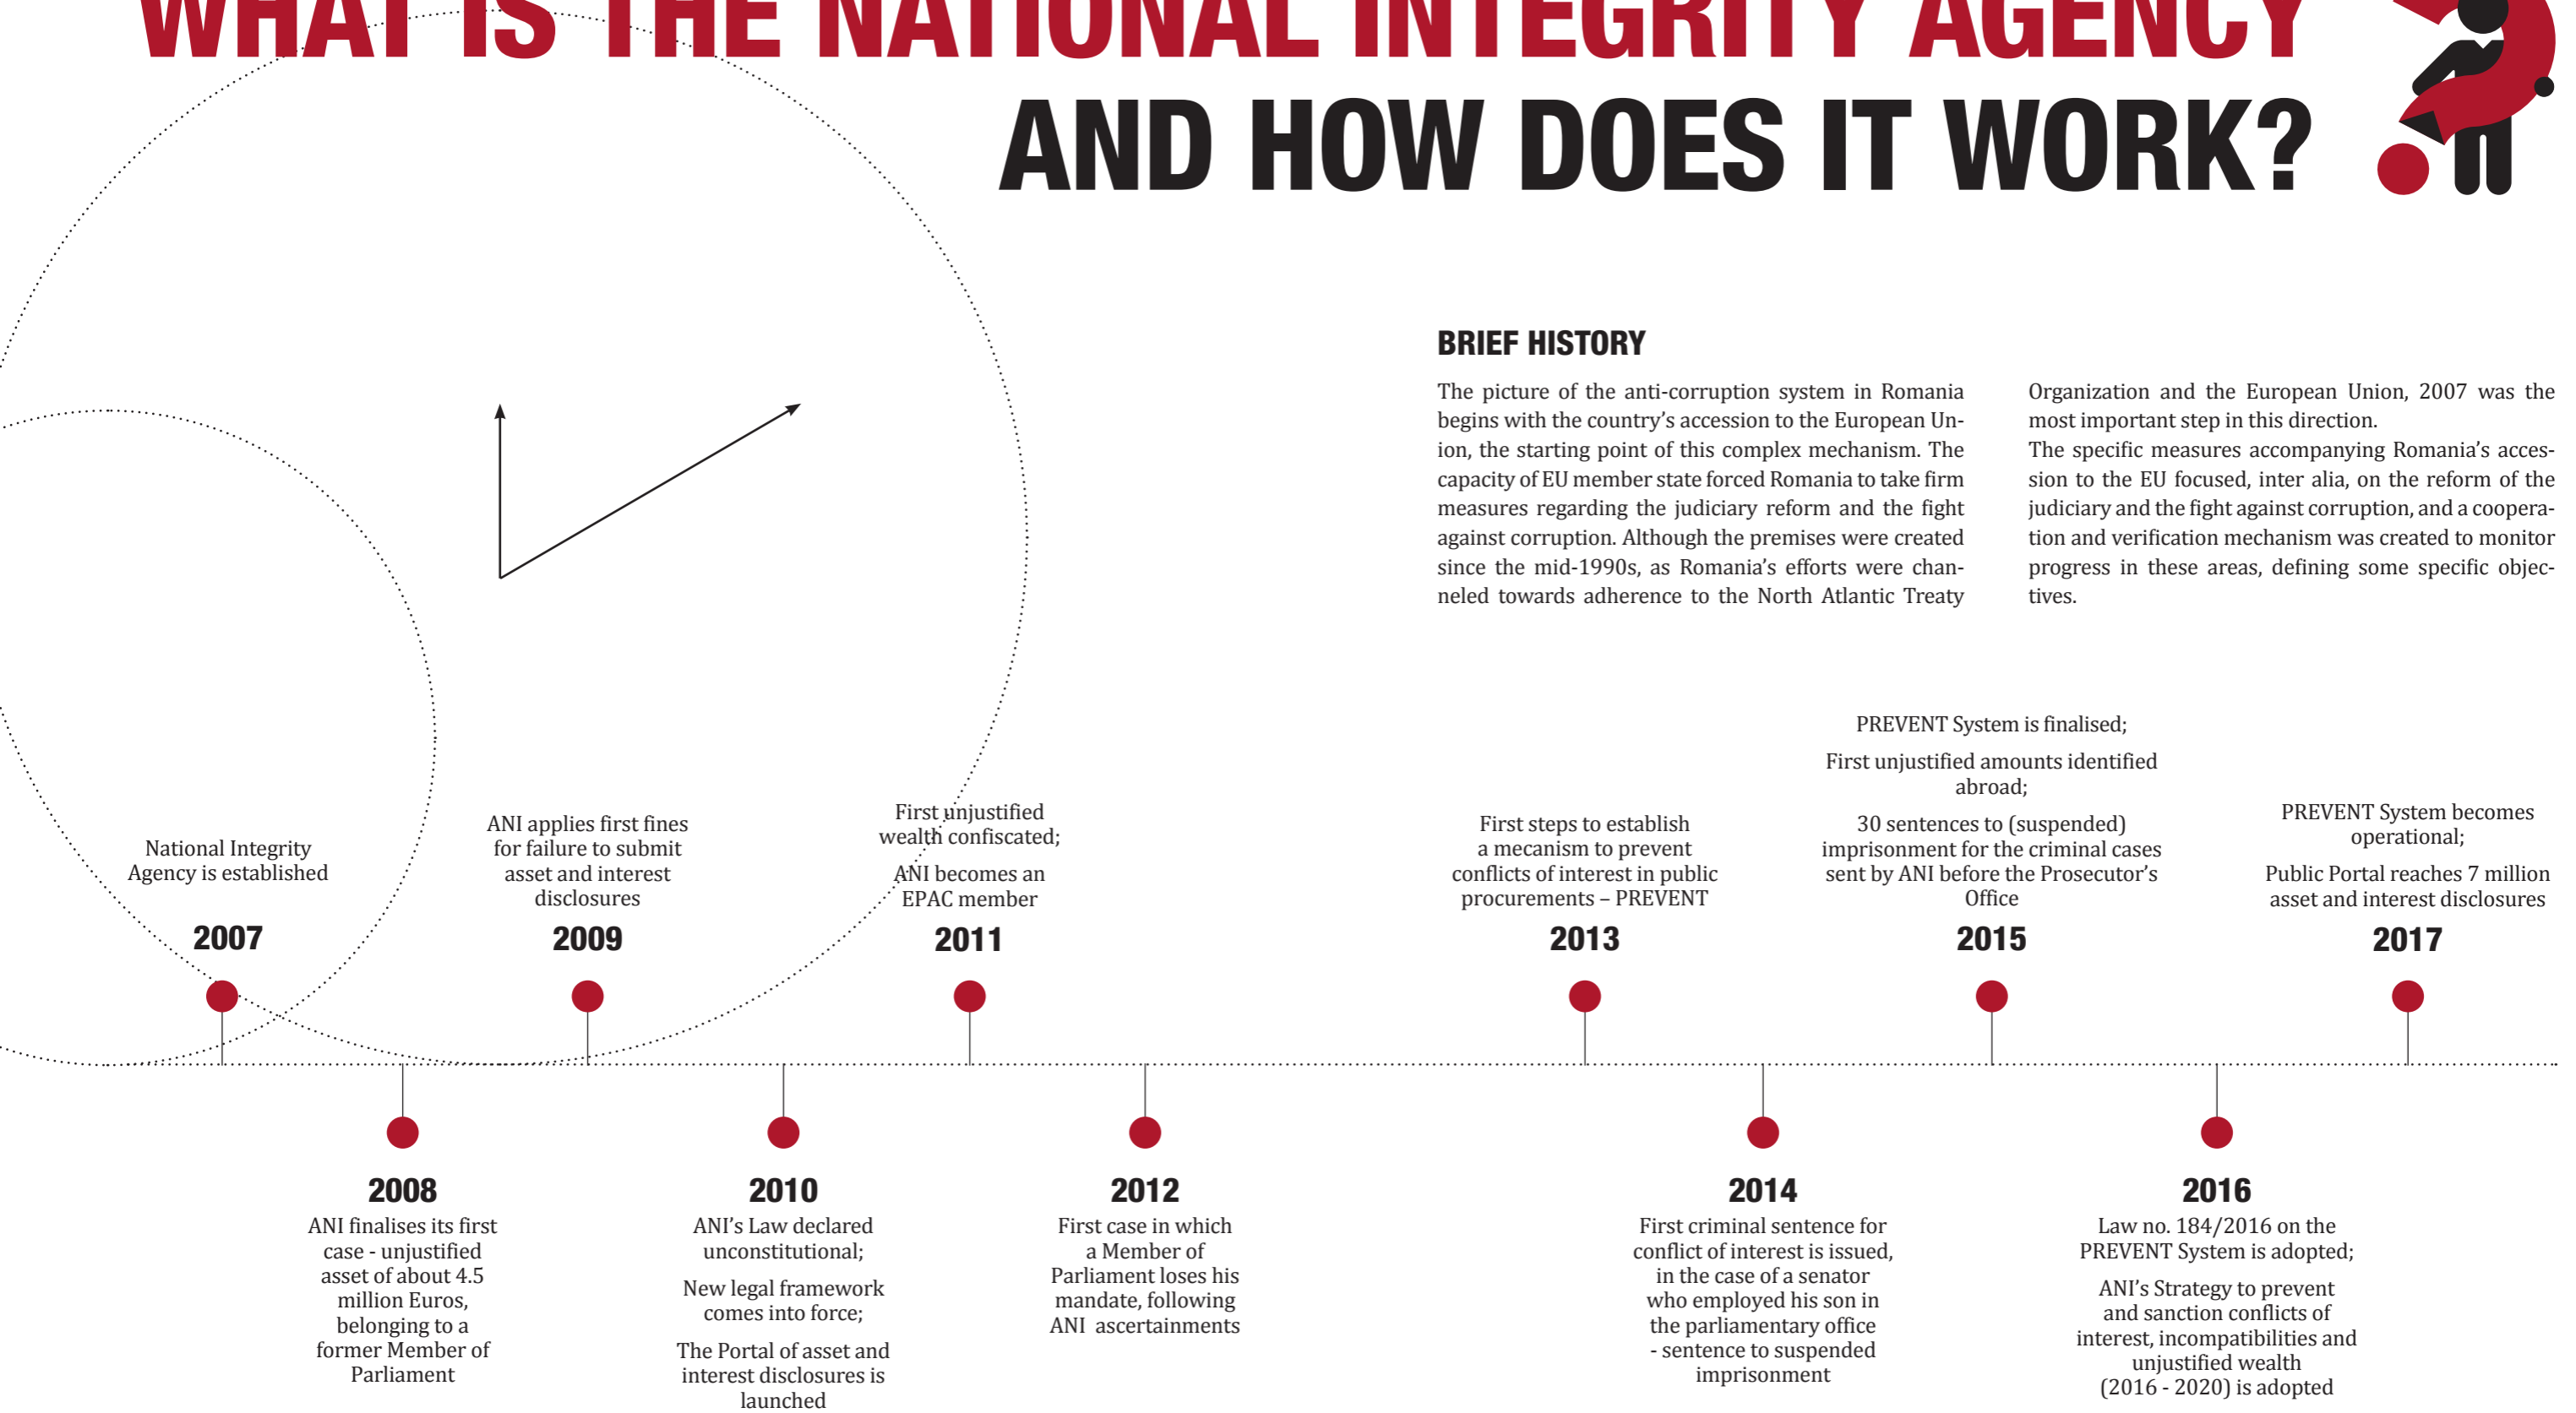 WHAT IS THE NATIONAL INTEGRITY AGENCY
AND HOW DOES IT WORK?
BRIEF HISTORY
The picture of the anti-corruption system in Romania
begins with the country's accession to the European Un-
ion, the starting point of this complex mechanism. The
capacity of EU member state forced Romania to take firm
measures regarding the judiciary reform and the fight
against corruption. Although the premises were created
since the mid-1990s, as Romania's efforts were chan-
neled towards adherence to the North Atlantic Treaty
Organization and the European Union, 2007 was the
most important step in this direction.
The specific measures accompanying Romania's acces-
sion to the EU focused, inter alia, on the reform of the
judiciary and the fight against corruption, and a coopera-
tion and verification mechanism was created to monitor
progress in these areas, defining some specific objec-
tives.
National Integrity
Agency is established
2007
ANI applies first fines
for failure to submit
asset and interest
disclosures
2009
First unjustified
wealth confiscated;
ANI becomes an
EPAC member
2011
First steps to establish
a mecanism to prevent
conflicts of interest in public
procurements – PREVENT
2013
PREVENT System is finalised;
First unjustified amounts identified
abroad;
30 sentences to (suspended)
imprisonment for the criminal cases
sent by ANI before the Prosecutor's
Office
2015
PREVENT System becomes
operational;
Public Portal reaches 7 million
asset and interest disclosures
2017
2008
ANI finalises its first
case - unjustified
asset of about 4.5
million Euros,
belonging to a
former Member of
Parliament
2010
ANI's Law declared
unconstitutional;
New legal framework
comes into force;
The Portal of asset and
interest disclosures is
launched
2012
First case in which
a Member of
Parliament loses his
mandate, following
ANI ascertainments
2014
First criminal sentence for
conflict of interest is issued,
in the case of a senator
who employed his son in
the parliamentary office
- sentence to suspended
imprisonment
2016
Law no. 184/2016 on the
PREVENT System is adopted;
ANI's Strategy to prevent
and sanction conflicts of
interest, incompatibilities and
unjustified wealth
(2016 - 2020) is adopted